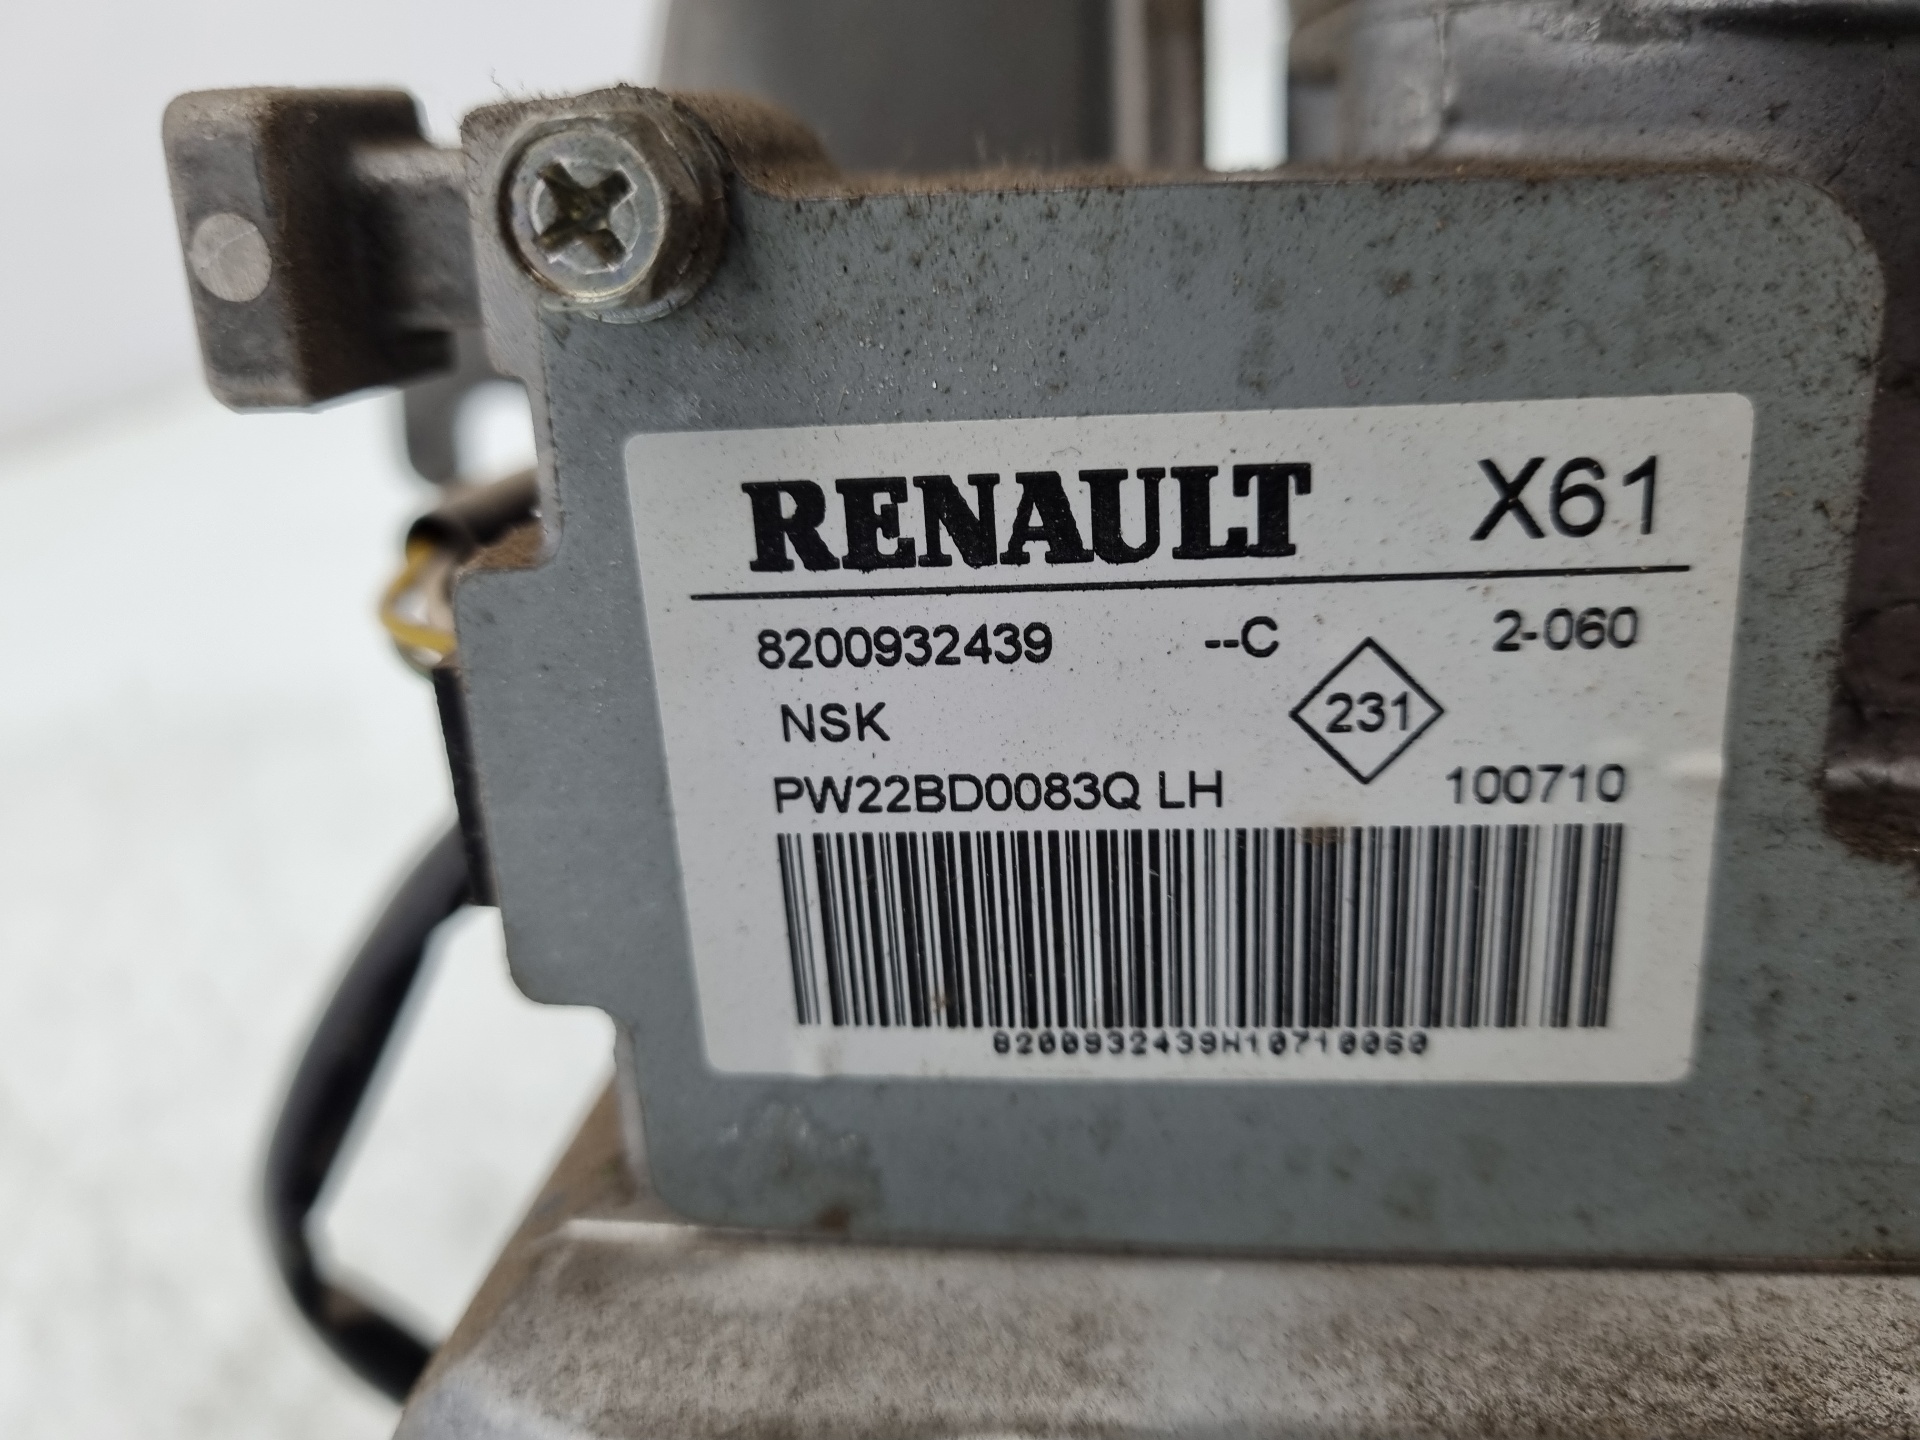 RENAULT X61
8200932439 --C 2-060
NSK 231
PW22BD0083Q LH 100710
8200932439H10710060